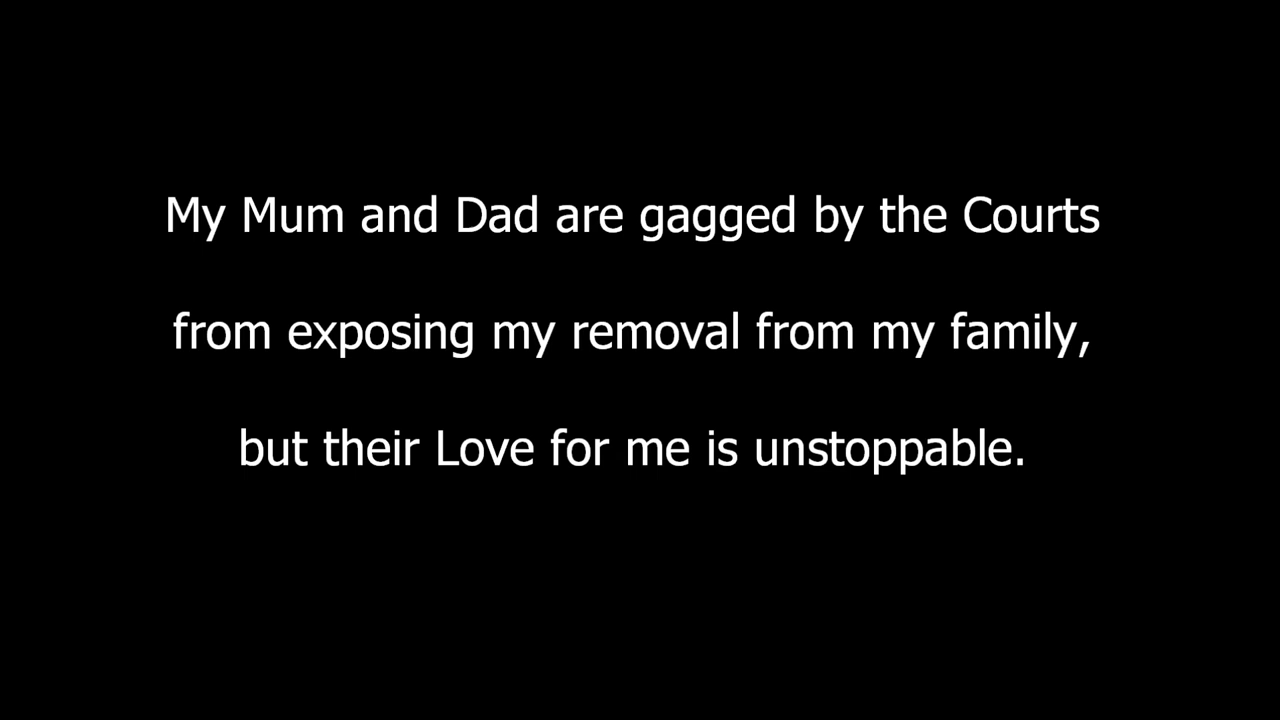 My Mum and Dad are gagged by the Courts
from exposing my removal from my family,
but their Love for me is unstoppable.